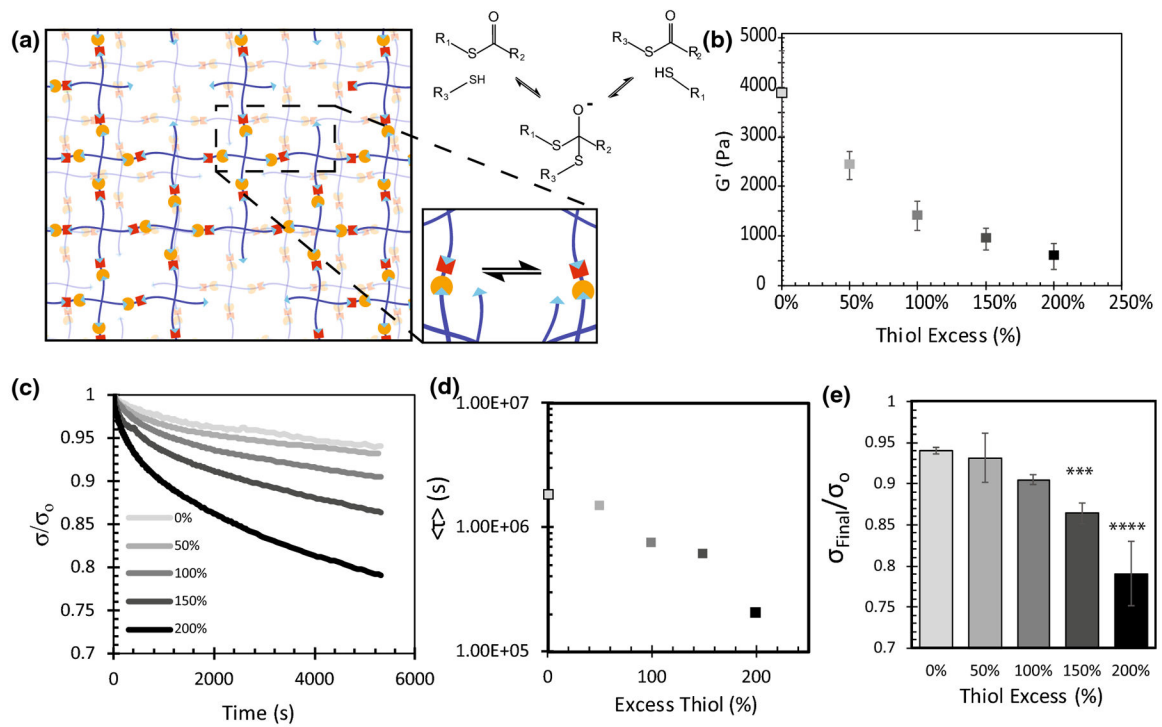 (a)
O
R₁
S
R₂
SH
R₃
O
R₃
S
R₂
HS
R₁
O⁻
R₁
S
R₂
S
R₃
(b)
5000
4000
3000
2000
1000
0
G' (Pa)
0% 50% 100% 150% 200% 250%
Thiol Excess (%)
(c)
1
0.95
0.9
0.85
0.8
0.75
0.7
σ/σₒ
0%
50%
100%
150%
200%
0 2000 4000 6000
Time (s)
(d)
1.00E+07
1.00E+06
1.00E+05
<τ> (s)
0 100 200
Excess Thiol (%)
(e)
1
0.95
0.9
0.85
0.8
0.75
0.7
σFinal/σₒ
***
****
0% 50% 100% 150% 200%
Thiol Excess (%)